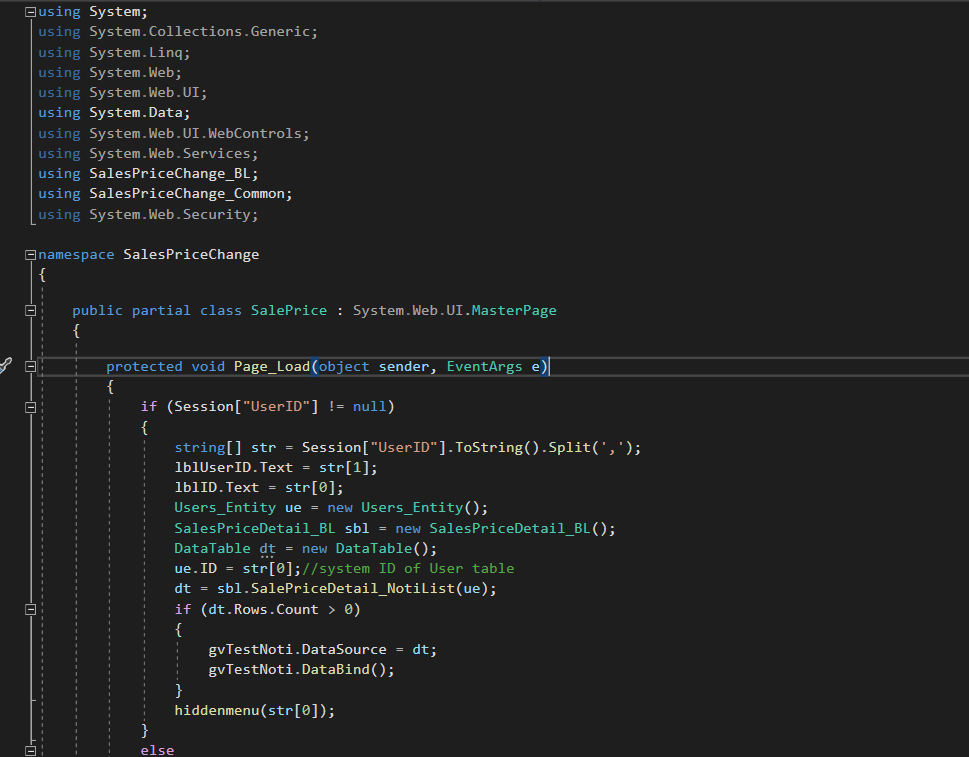 using System;
using System.Collections.Generic;
using System.Linq;
using System.Web;
using System.Web.UI;
using System.Data;
using System.Web.UI.WebControls;
using System.Web.Services;
using SalesPriceChange_BL;
using SalesPriceChange_Common;
using System.Web.Security;
namespace SalesPriceChange
{
public partial class SalePrice : System.Web.UI.MasterPage
{
protected void Page_Load(object sender, EventArgs e)
{
if (Session["UserID"] != null)
{
string[] str = Session["UserID"].ToString().Split(',');
lblUserID.Text = str[1];
lblID.Text = str[0];
Users_Entity ue = new Users_Entity();
SalesPriceDetail_BL sbl = new SalesPriceDetail_BL();
DataTable dt = new DataTable();
ue.ID = str[0];//system ID of User table
dt = sbl.SalePriceDetail_NotiList(ue);
if (dt.Rows.Count > 0)
{
gvTestNoti.DataSource = dt;
gvTestNoti.DataBind();
}
hiddenmenu(str[0]);
}
else